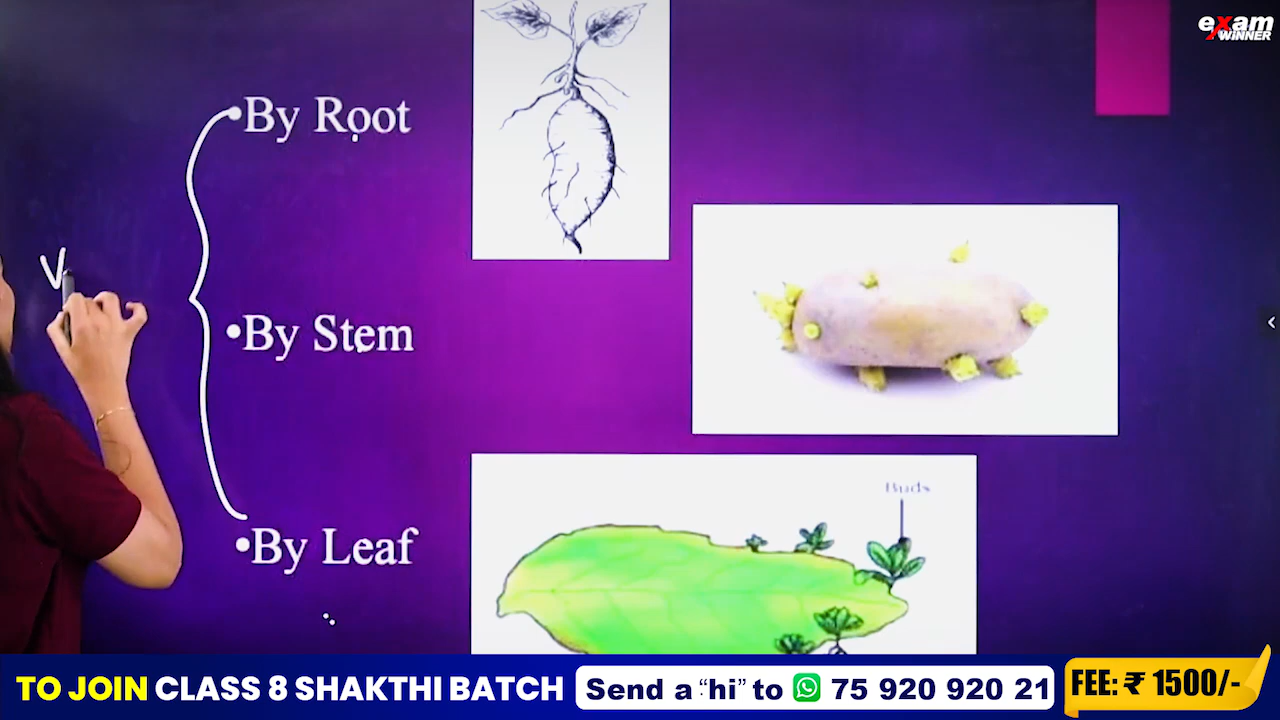 exam
WINNER
•By Root
V
•By Stem
Buds
•By Leaf
TO JOIN CLASS 8 SHAKTHI BATCH
Send a “hi” to 75 920 920 21
FEE: ₹ 1500/-